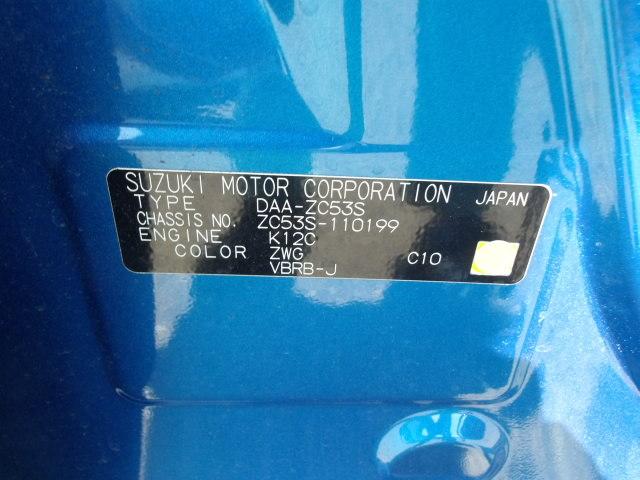 SUZUKI MOTOR CORPORATION JAPAN
TYPE DAA-ZC53S
CHASSIS NO. ZC53S-110199
ENGINE K12C
COLOR ZWG C10
VBRB-J